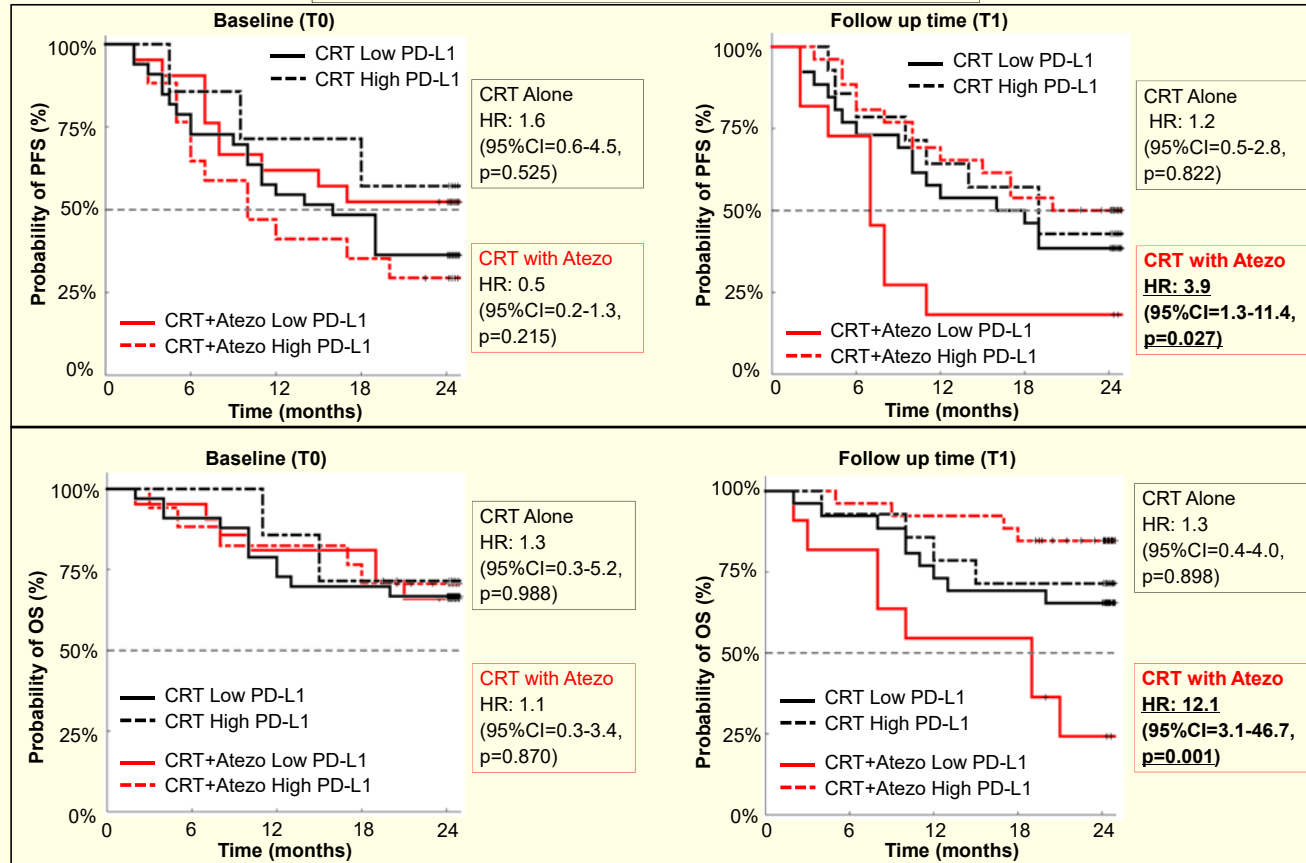 Baseline (T0)
Probability of PFS (%)
100%
75%
50%
25%
0%
CRT Low PD-L1
CRT High PD-L1
CRT+Atezo Low PD-L1
CRT+Atezo High PD-L1
0 6 12 18 24
Time (months)
CRT Alone
HR: 1.6
(95%CI=0.6-4.5,
p=0.525)
CRT with Atezo
HR: 0.5
(95%CI=0.2-1.3,
p=0.215)
Follow up time (T1)
Probability of PFS (%)
100%
75%
50%
25%
0%
CRT Low PD-L1
CRT High PD-L1
CRT+Atezo Low PD-L1
CRT+Atezo High PD-L1
0 6 12 18 24
Time (months)
CRT Alone
HR: 1.2
(95%CI=0.5-2.8,
p=0.822)
CRT with Atezo
HR: 3.9
(95%CI=1.3-11.4,
p=0.027)
Baseline (T0)
Probability of OS (%)
100%
75%
50%
25%
0%
CRT Low PD-L1
CRT High PD-L1
CRT+Atezo Low PD-L1
CRT+Atezo High PD-L1
0 6 12 18 24
Time (months)
CRT Alone
HR: 1.3
(95%CI=0.3-5.2,
p=0.988)
CRT with Atezo
HR: 1.1
(95%CI=0.3-3.4,
p=0.870)
Follow up time (T1)
Probability of OS (%)
100%
75%
50%
25%
0%
CRT Low PD-L1
CRT High PD-L1
CRT+Atezo Low PD-L1
CRT+Atezo High PD-L1
0 6 12 18 24
Time (months)
CRT Alone
HR: 1.3
(95%CI=0.4-4.0,
p=0.898)
CRT with Atezo
HR: 12.1
(95%CI=3.1-46.7,
p=0.001)